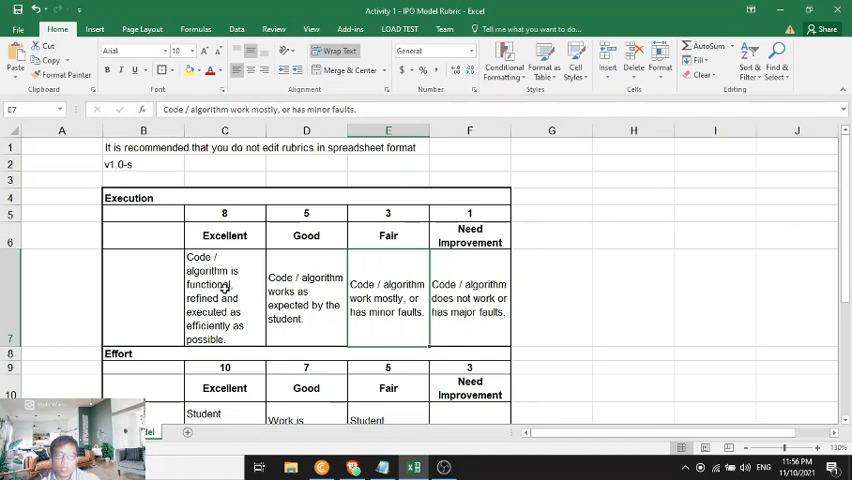 Activity 1 - IPO Model Rubric - Excel
File Home Insert Page Layout Formulas Data Review View Add-ins LOAD TEST Team Tell me what you want to do... Share
Cut
Copy
Format Painter
Paste
Clipboard
Arial 10
B I U
Font
Wrap Text
Merge & Center
Alignment
General
$ % ,
Number
Conditional Formatting
Format as Table
Cell Styles
Styles
Insert Delete Format
Cells
AutoSum
Fill
Clear
Sort & Filter
Find & Select
Editing
E7 fx Code / algorithm work mostly, or has minor faults.
A B C D E F G H I J
1 It is recommended that you do not edit rubrics in spreadsheet format
2 v1.0-s
3
4 Execution
5 8 5 3 1
6 Excellent Good Fair Need Improvement
7
Code /
algorithm is
functional,
refined and
executed as
efficiently as
possible.
Code / algorithm
works as
expected by the
student.
Code / algorithm
work mostly, or
has minor faults.
Code / algorithm
does not work or
has major faults.
8 Effort
9 10 7 5 3
10 Excellent Good Fair Need Improvement
Student
Work is
Student
130%
ENG
11:56 PM
11/10/2021